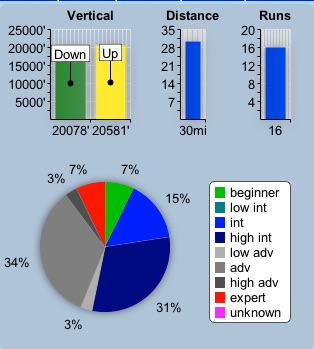 Vertical Distance Runs
25000' 35 20
20000' Down Up 28 16
15000' 21 12
10000' 14 8
5000' 7 4
20078' 20581' 30mi 16
3% 7% 7%
15%
34%
31%
3%
beginner
low int
int
high int
low adv
adv
high adv
expert
unknown